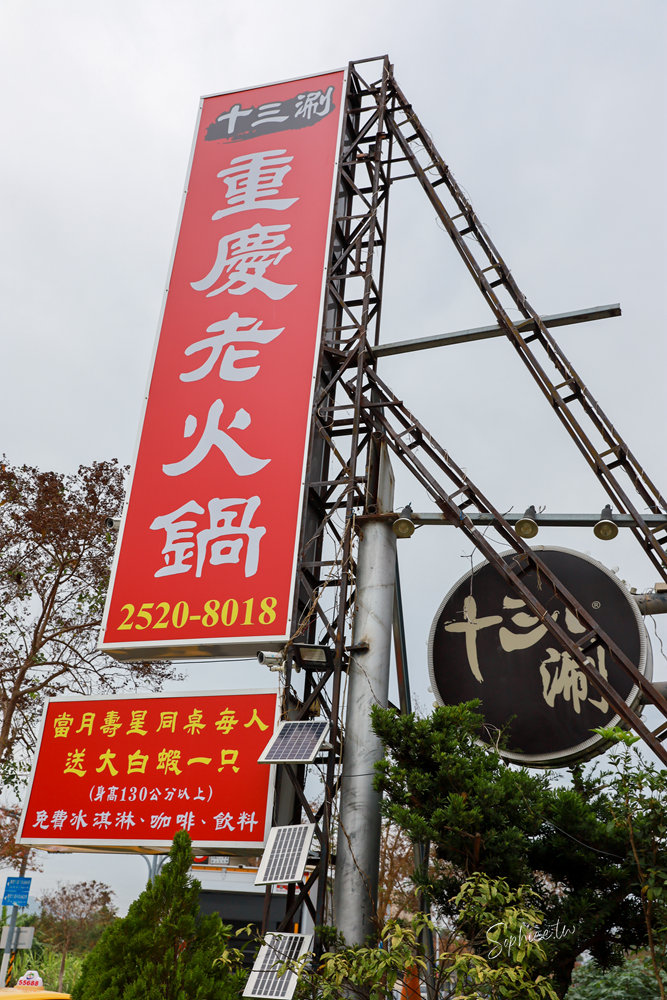 十三涮
重慶老火鍋
2520-8018
十三涮®
當月壽星同桌每人
送大白蝦一只
(身高130公分以上)
免費冰淇淋、咖啡、飲料
55688
Sophiee.tw